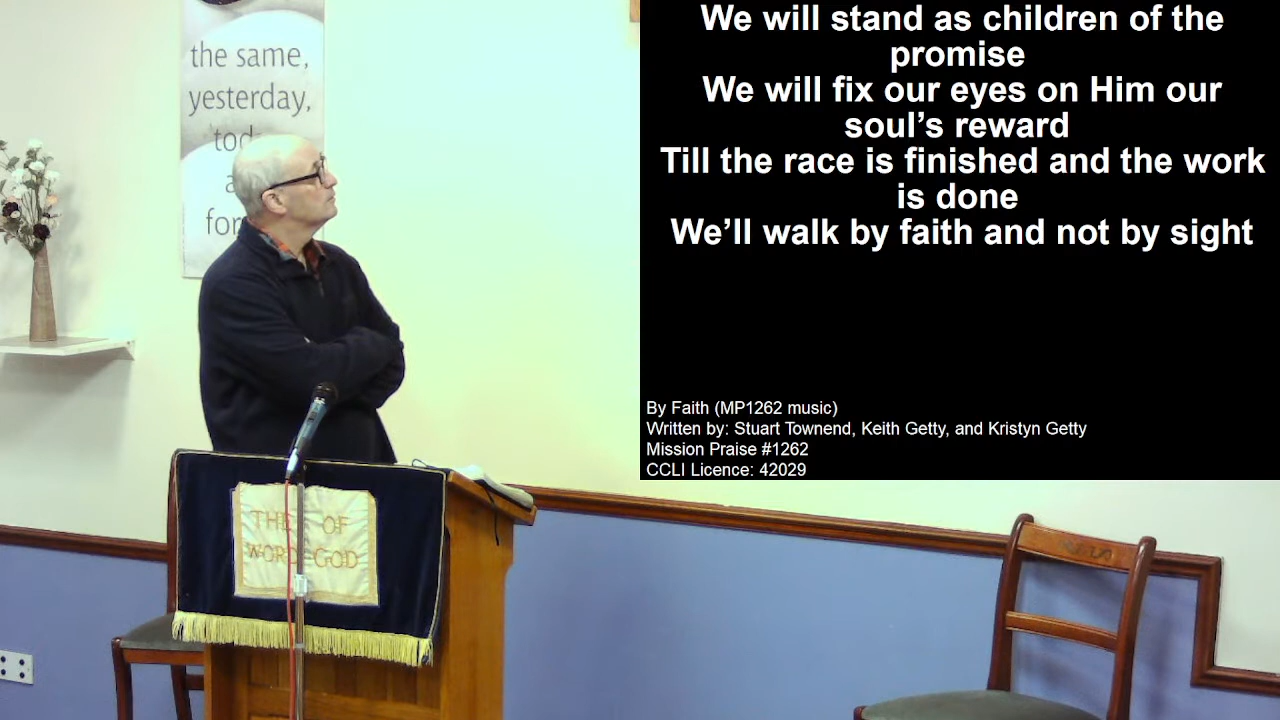 the same,
yesterday,
We will stand as children of the
promise
We will fix our eyes on Him our
soul’s reward
Till the race is finished and the work
is done
We’ll walk by faith and not by sight
By Faith (MP1262 music)
Written by: Stuart Townend, Keith Getty, and Kristyn Getty
Mission Praise #1262
CCLI Licence: 42029
THE OF
WORD GOD